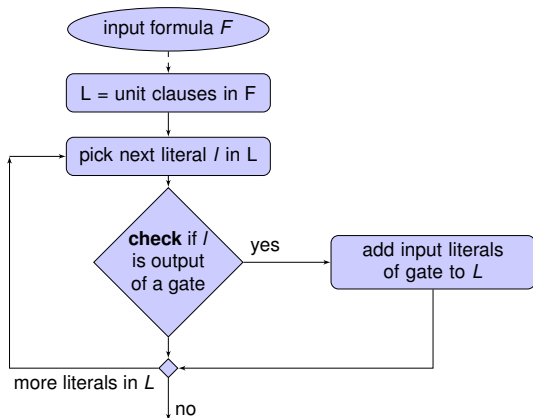 input formula F
L = unit clauses in F
pick next literal l in L
check if l
is output
of a gate
yes
add input literals
of gate to L
more literals in L
no